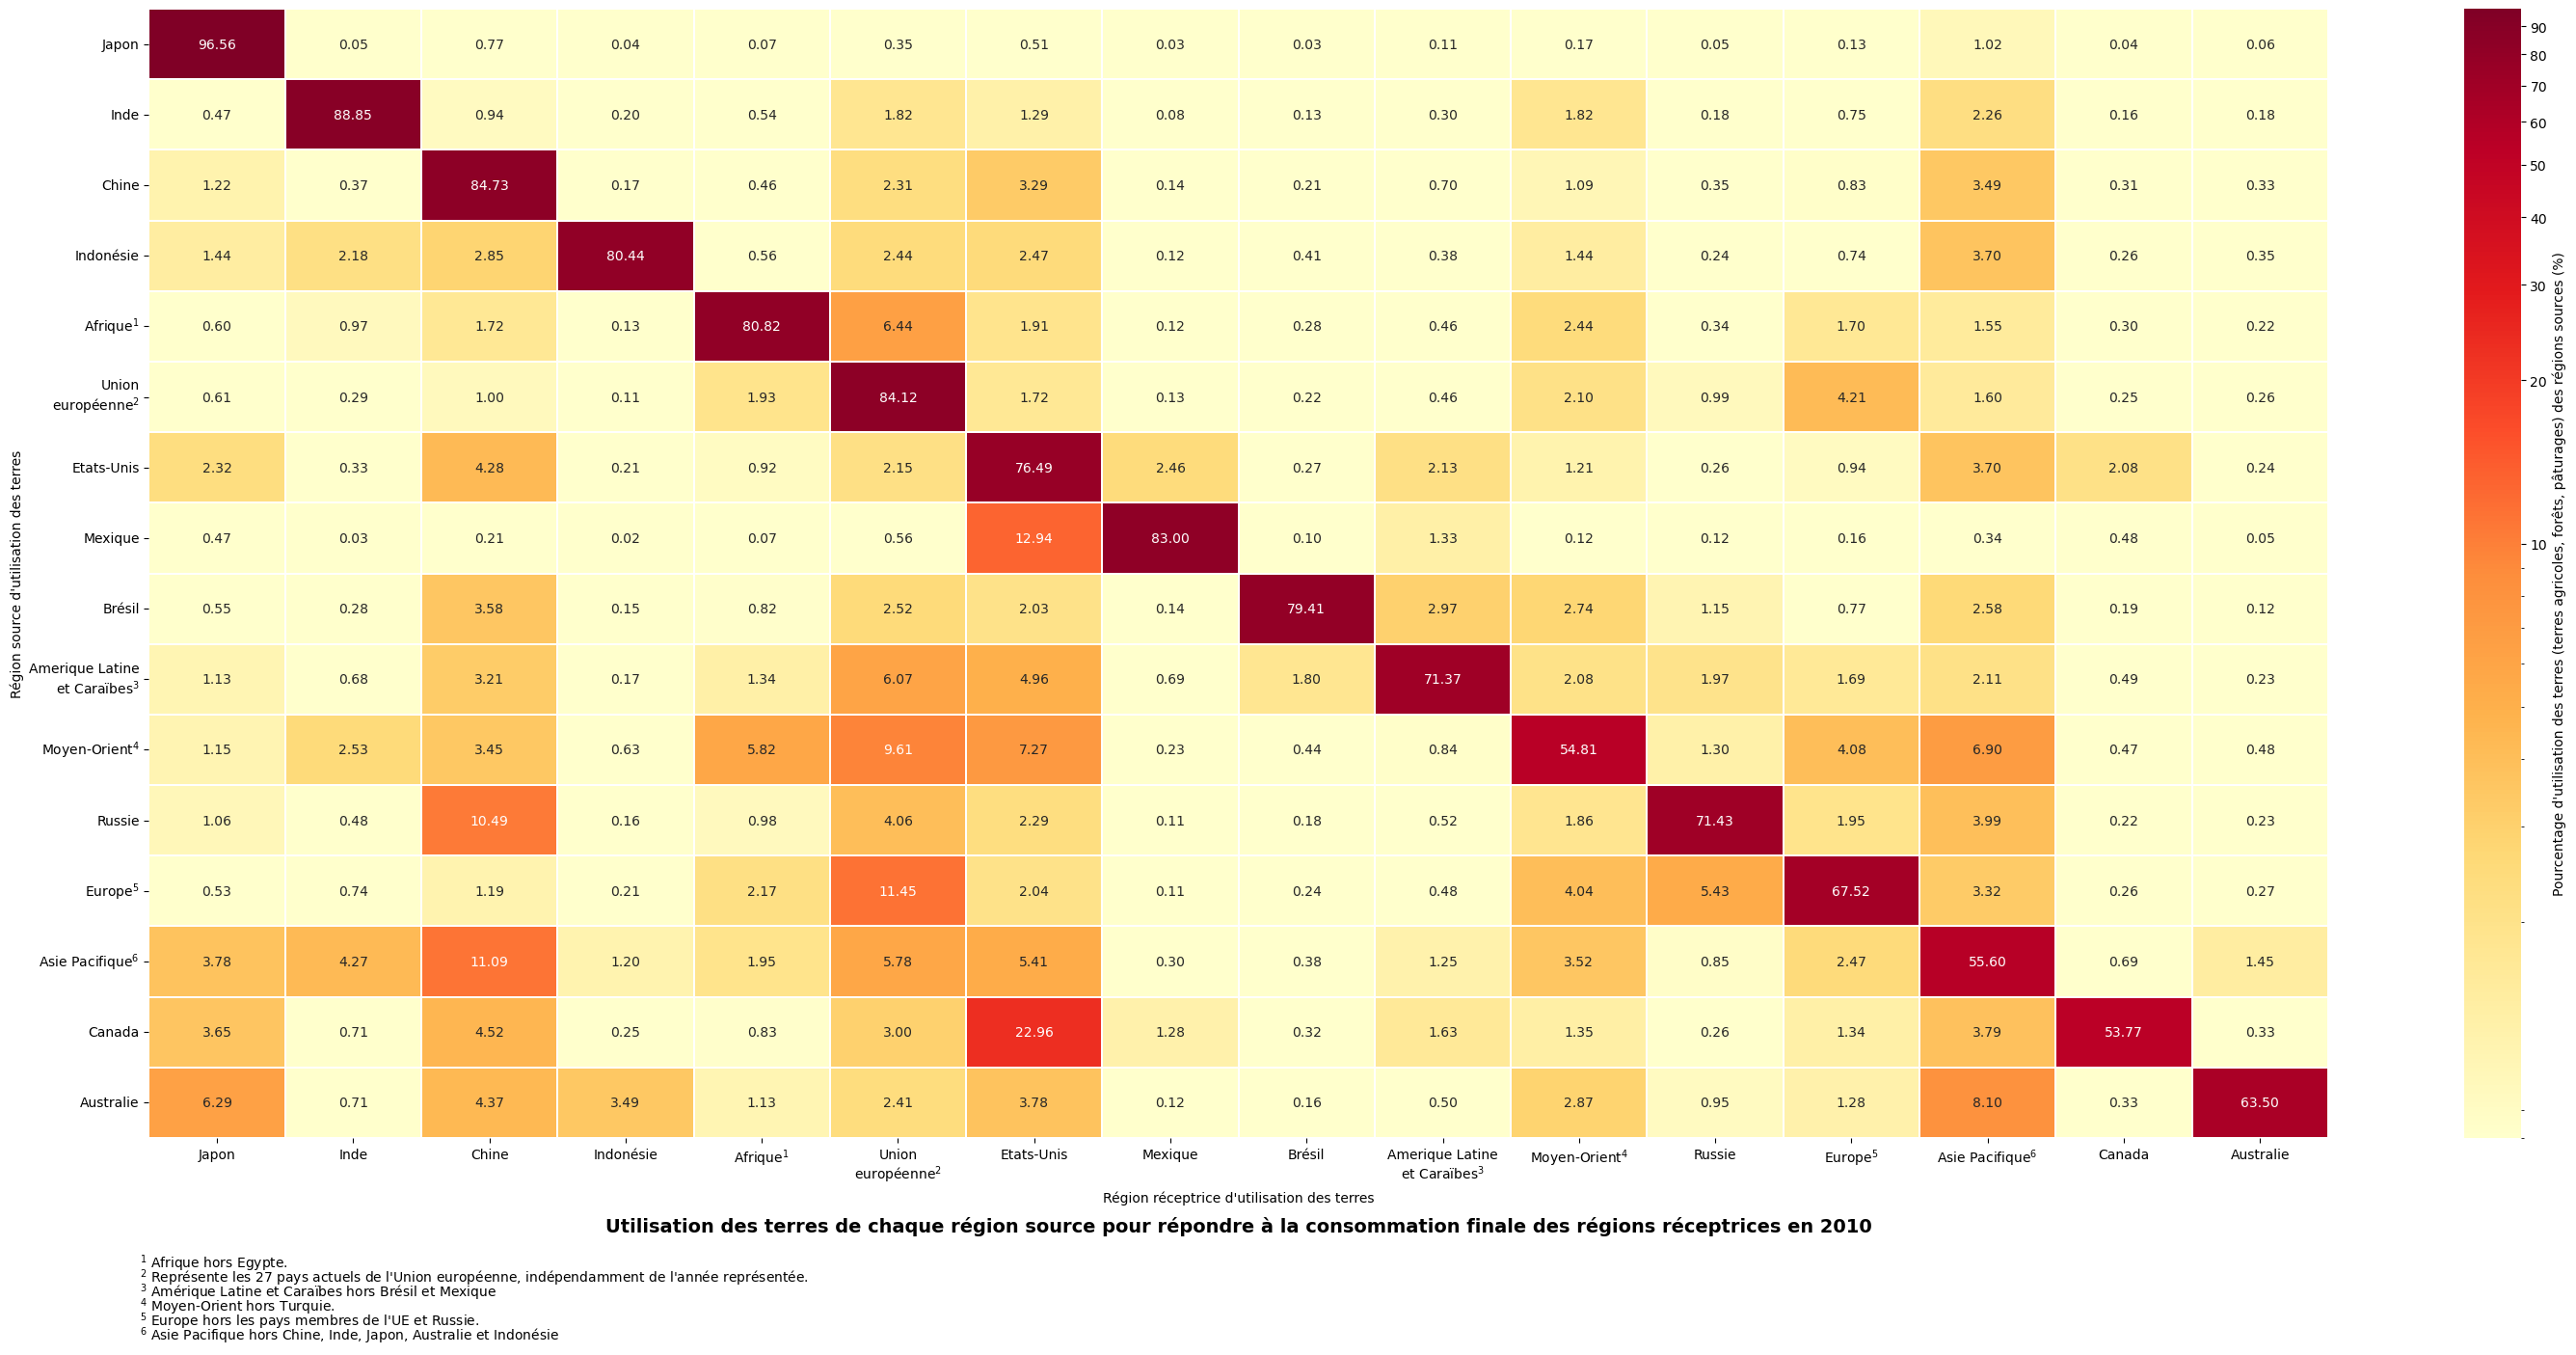 Japon 96.56 0.05 0.77 0.04 0.07 0.35 0.51 0.03 0.03 0.11 0.17 0.05 0.13 1.02 0.04 0.06
Inde 0.47 88.85 0.94 0.20 0.54 1.82 1.29 0.08 0.13 0.30 1.82 0.18 0.75 2.26 0.16 0.18
Chine 1.22 0.37 84.73 0.17 0.46 2.31 3.29 0.14 0.21 0.70 1.09 0.35 0.83 3.49 0.31 0.33
Indonésie 1.44 2.18 2.85 80.44 0.56 2.44 2.47 0.12 0.41 0.38 1.44 0.24 0.74 3.70 0.26 0.35
Afrique¹ 0.60 0.97 1.72 0.13 80.82 6.44 1.91 0.12 0.28 0.46 2.44 0.34 1.70 1.55 0.30 0.22
Union
européenne² 0.61 0.29 1.00 0.11 1.93 84.12 1.72 0.13 0.22 0.46 2.10 0.99 4.21 1.60 0.25 0.26
Etats-Unis 2.32 0.33 4.28 0.21 0.92 2.15 76.49 2.46 0.27 2.13 1.21 0.26 0.94 3.70 2.08 0.24
Mexique 0.47 0.03 0.21 0.02 0.07 0.56 12.94 83.00 0.10 1.33 0.12 0.12 0.16 0.34 0.48 0.05
Brésil 0.55 0.28 3.58 0.15 0.82 2.52 2.03 0.14 79.41 2.97 2.74 1.15 0.77 2.58 0.19 0.12
Amerique Latine
et Caraïbes³ 1.13 0.68 3.21 0.17 1.34 6.07 4.96 0.69 1.80 71.37 2.08 1.97 1.69 2.11 0.49 0.23
Moyen-Orient⁴ 1.15 2.53 3.45 0.63 5.82 9.61 7.27 0.23 0.44 0.84 54.81 1.30 4.08 6.90 0.47 0.48
Russie 1.06 0.48 10.49 0.16 0.98 4.06 2.29 0.11 0.18 0.52 1.86 71.43 1.95 3.99 0.22 0.23
Europe⁵ 0.53 0.74 1.19 0.21 2.17 11.45 2.04 0.11 0.24 0.48 4.04 5.43 67.52 3.32 0.26 0.27
Asie Pacifique⁶ 3.78 4.27 11.09 1.20 1.95 5.78 5.41 0.30 0.38 1.25 3.52 0.85 2.47 55.60 0.69 1.45
Canada 3.65 0.71 4.52 0.25 0.83 3.00 22.96 1.28 0.32 1.63 1.35 0.26 1.34 3.79 53.77 0.33
Australie 6.29 0.71 4.37 3.49 1.13 2.41 3.78 0.12 0.16 0.50 2.87 0.95 1.28 8.10 0.33 63.50
Région source d'utilisation des terres
Japon Inde Chine Indonésie Afrique¹ Union Etats-Unis Mexique Brésil Amerique Latine Moyen-Orient⁴ Russie Europe⁵ Asie Pacifique⁶ Canada Australie
européenne² et Caraïbes³
Région réceptrice d'utilisation des terres
90
80
70
60
50
40
30
20
10
Pourcentage d'utilisation des terres (terres agricoles, forêts, pâturages) des régions sources (%)
Utilisation des terres de chaque région source pour répondre à la consommation finale des régions réceptrices en 2010
¹ Afrique hors Egypte.
² Représente les 27 pays actuels de l'Union européenne, indépendamment de l'année représentée.
³ Amérique Latine et Caraïbes hors Brésil et Mexique
⁴ Moyen-Orient hors Turquie.
⁵ Europe hors les pays membres de l'UE et Russie.
⁶ Asie Pacifique hors Chine, Inde, Japon, Australie et Indonésie